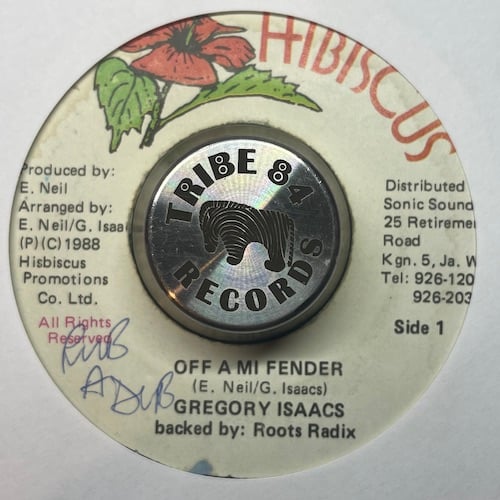 HIBISCUS
Produced by:
E. Neil
Arranged by:
E. Neil/G. Isaa
(P)(C) 1988
Hisbiscus
Promotions
Co. Ltd.
All Rights
Reserved
RUB
A DUB
TRIBE 84
RECORDS
Distributed
Sonic Sound
25 Retiremen
Road
Kgn. 5, Ja. W
Tel: 926-120
926-203
Side 1
OFF A MI FENDER
(E. Neil/G. Isaacs)
GREGORY ISAACS
backed by: Roots Radix